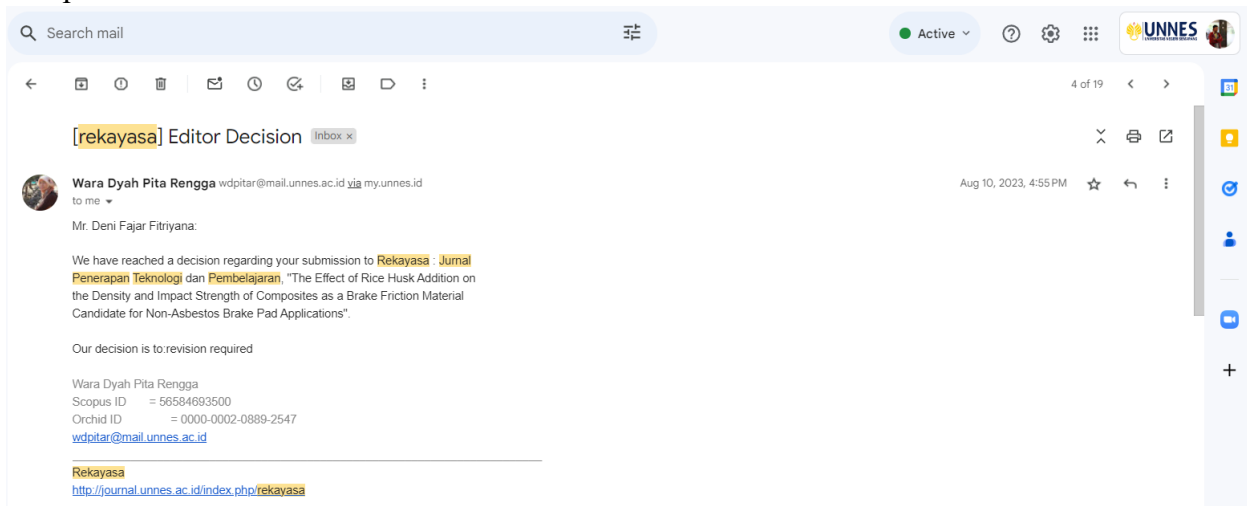 Search mail
Active
UNNES
4 of 19
31
[rekayasa] Editor Decision Inbox ×
Wara Dyah Pita Rengga wdpitar@mail.unnes.ac.id via my.unnes.id
Aug 10, 2023, 4:55 PM
to me
Mr. Deni Fajar Fitriyana:
We have reached a decision regarding your submission to Rekayasa : Jurnal
Penerapan Teknologi dan Pembelajaran, "The Effect of Rice Husk Addition on
the Density and Impact Strength of Composites as a Brake Friction Material
Candidate for Non-Asbestos Brake Pad Applications".
Our decision is to:revision required
Wara Dyah Pita Rengga
Scopus ID = 56584693500
Orchid ID = 0000-0002-0889-2547
wdpitar@mail.unnes.ac.id
Rekayasa
http://journal.unnes.ac.id/index.php/rekayasa